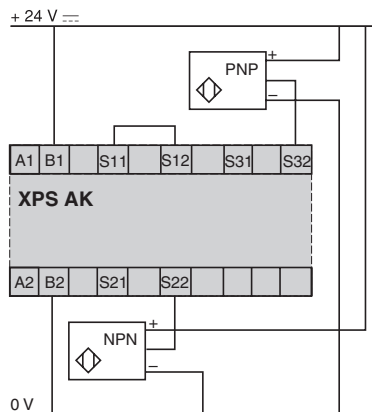 + 24 V ⎓
PNP
+
–
A1 B1 S11 S12 S31 S32
XPS AK
A2 B2 S21 S22
NPN
+
–
0 V